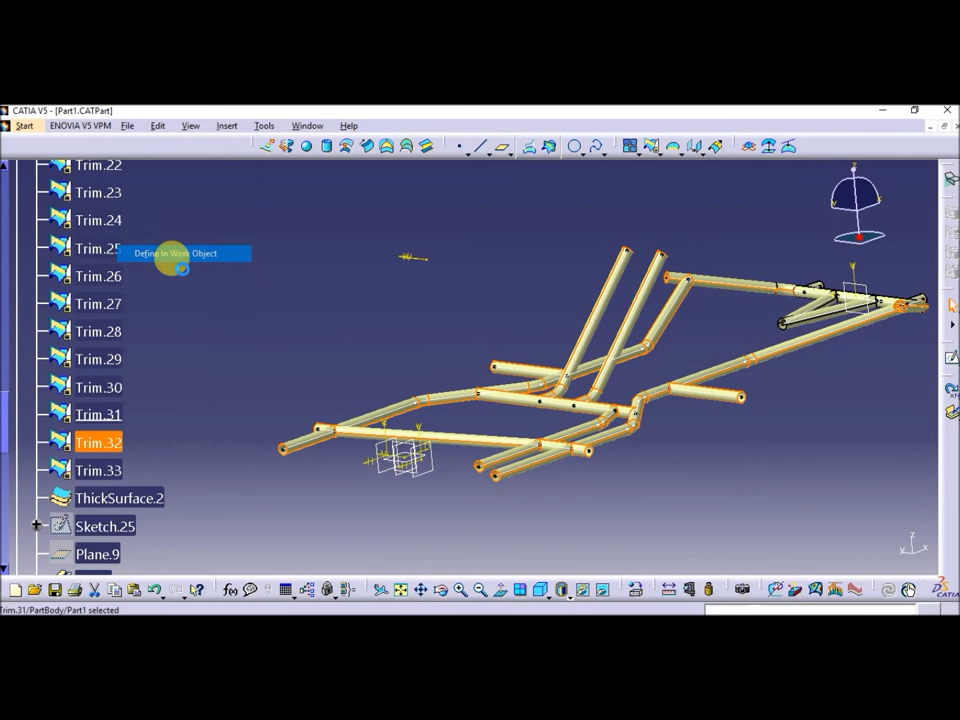 CATIA V5 - [Part1.CATPart]
Start ENOVIA V5 VPM File Edit View Insert Tools Window Help
Trim.22
Trim.23
Trim.24
Trim.25
Define In Work Object
Trim.26
Trim.27
Trim.28
Trim.29
Trim.30
Trim.31
Trim.32
Trim.33
ThickSurface.2
Sketch.25
Plane.9
Trim.31/PartBody/Part1 selected